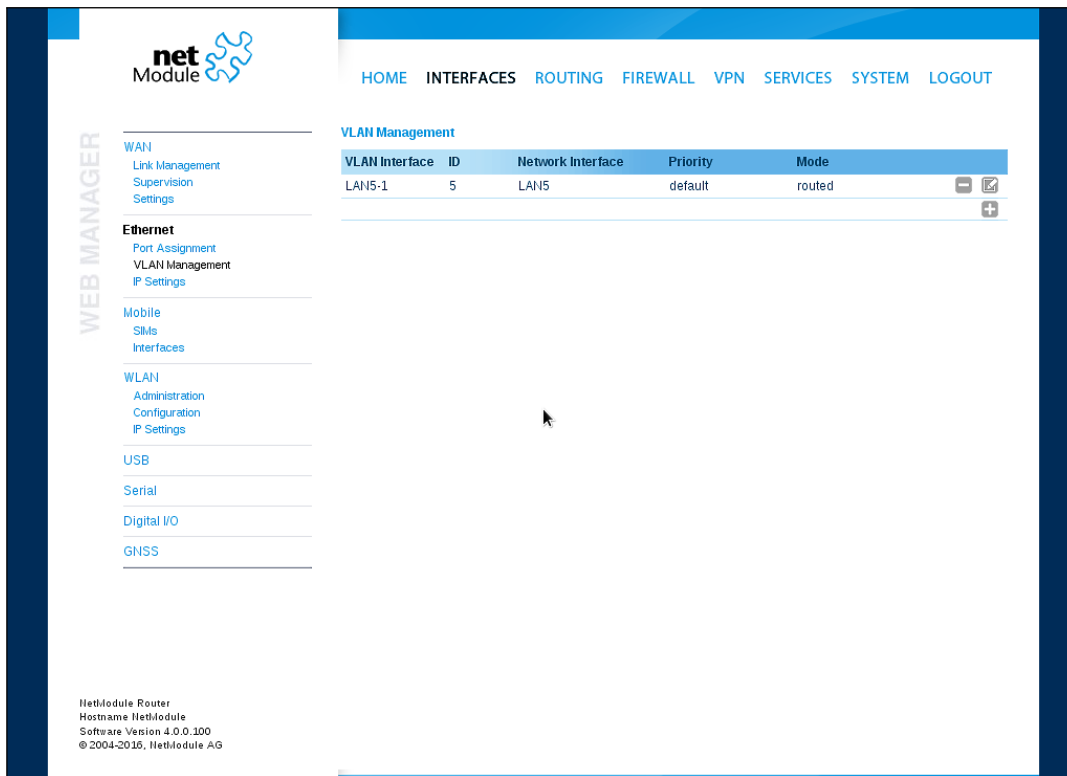 net
Module
HOME INTERFACES ROUTING FIREWALL VPN SERVICES SYSTEM LOGOUT
WEB MANAGER
WAN
Link Management
Supervision
Settings
Ethernet
Port Assignment
VLAN Management
IP Settings
Mobile
SIMs
Interfaces
WLAN
Administration
Configuration
IP Settings
USB
Serial
Digital I/O
GNSS
VLAN Management
VLAN Interface ID Network Interface Priority Mode
LAN5-1 5 LAN5 default routed
NetModule Router
Hostname NetModule
Software Version 4.0.0.100
© 2004-2016, NetModule AG